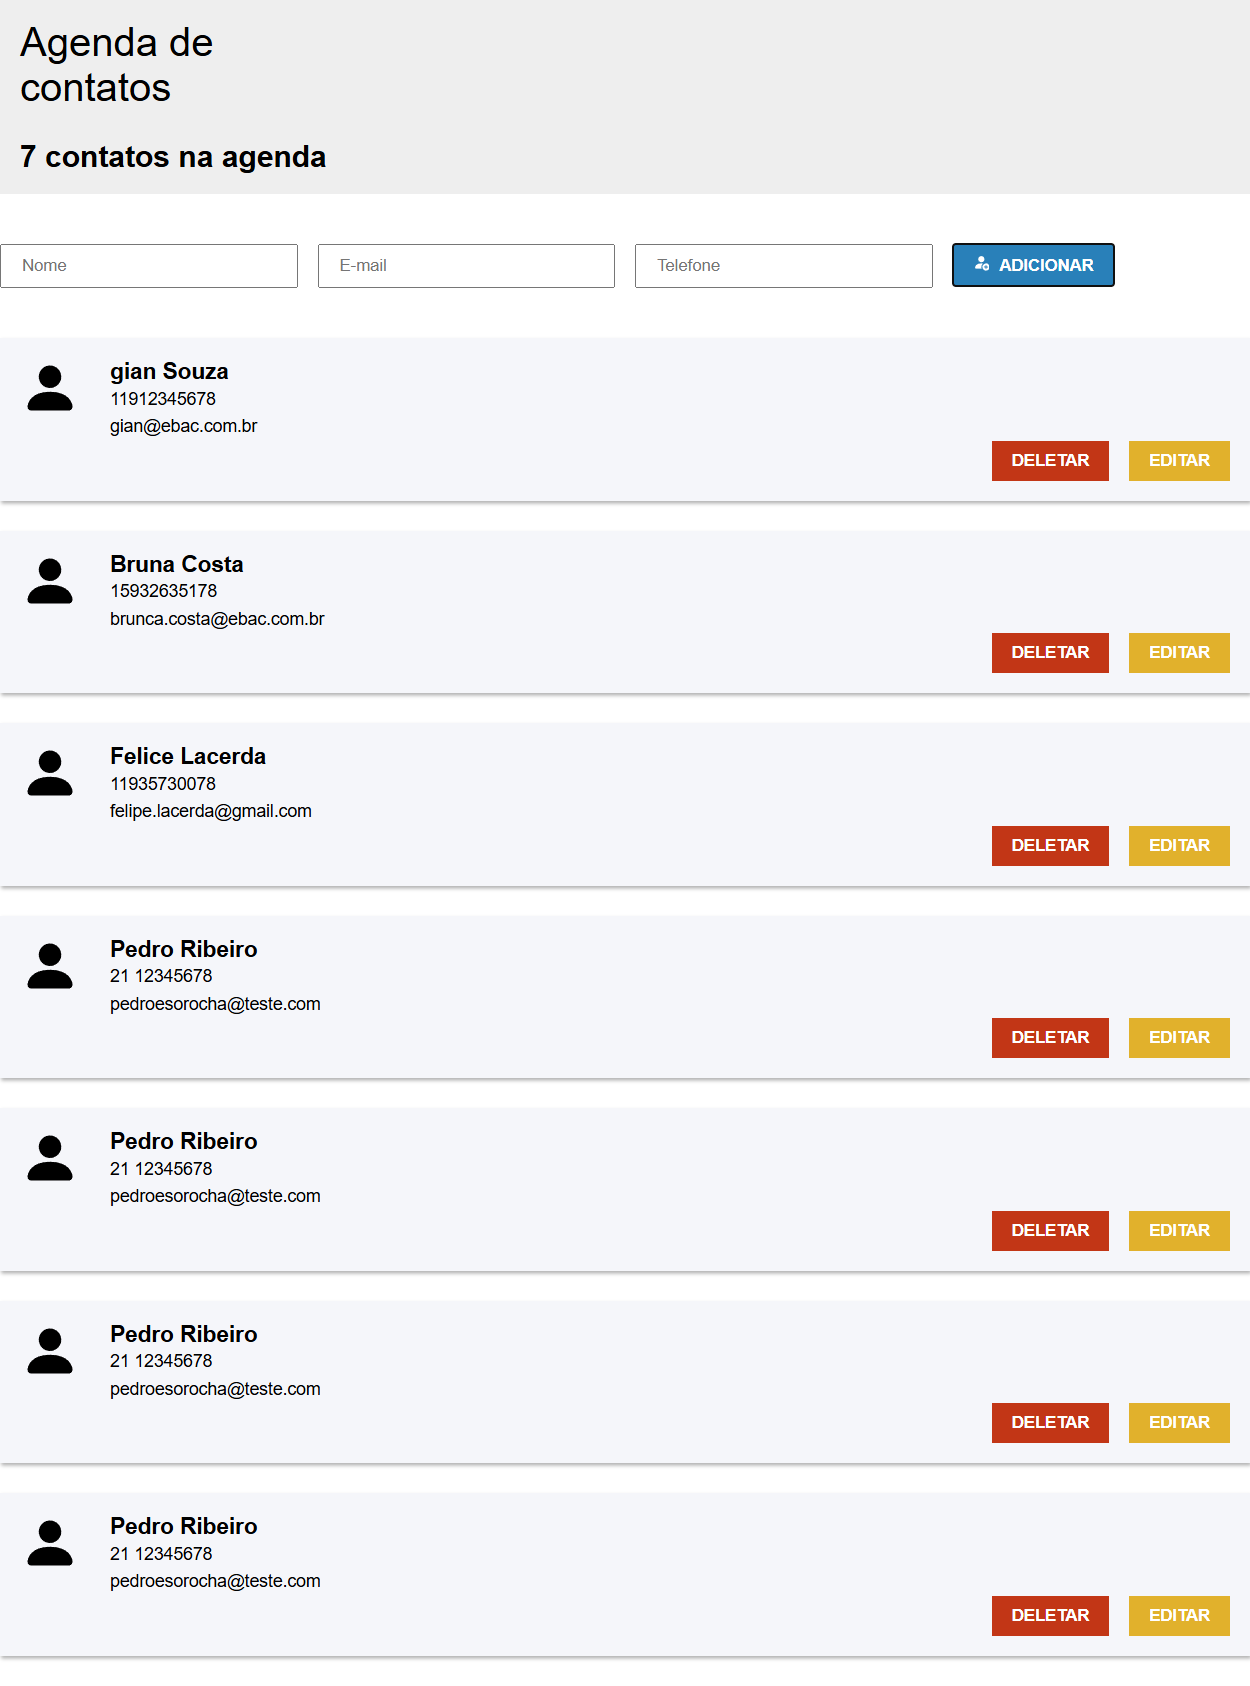 Agenda de
contatos
7 contatos na agenda
Nome E-mail Telefone ADICIONAR
gian Souza
11912345678
gian@ebac.com.br
DELETAR EDITAR
Bruna Costa
15932635178
brunca.costa@ebac.com.br
DELETAR EDITAR
Felice Lacerda
11935730078
felipe.lacerda@gmail.com
DELETAR EDITAR
Pedro Ribeiro
21 12345678
pedroesorocha@teste.com
DELETAR EDITAR
Pedro Ribeiro
21 12345678
pedroesorocha@teste.com
DELETAR EDITAR
Pedro Ribeiro
21 12345678
pedroesorocha@teste.com
DELETAR EDITAR
Pedro Ribeiro
21 12345678
pedroesorocha@teste.com
DELETAR EDITAR